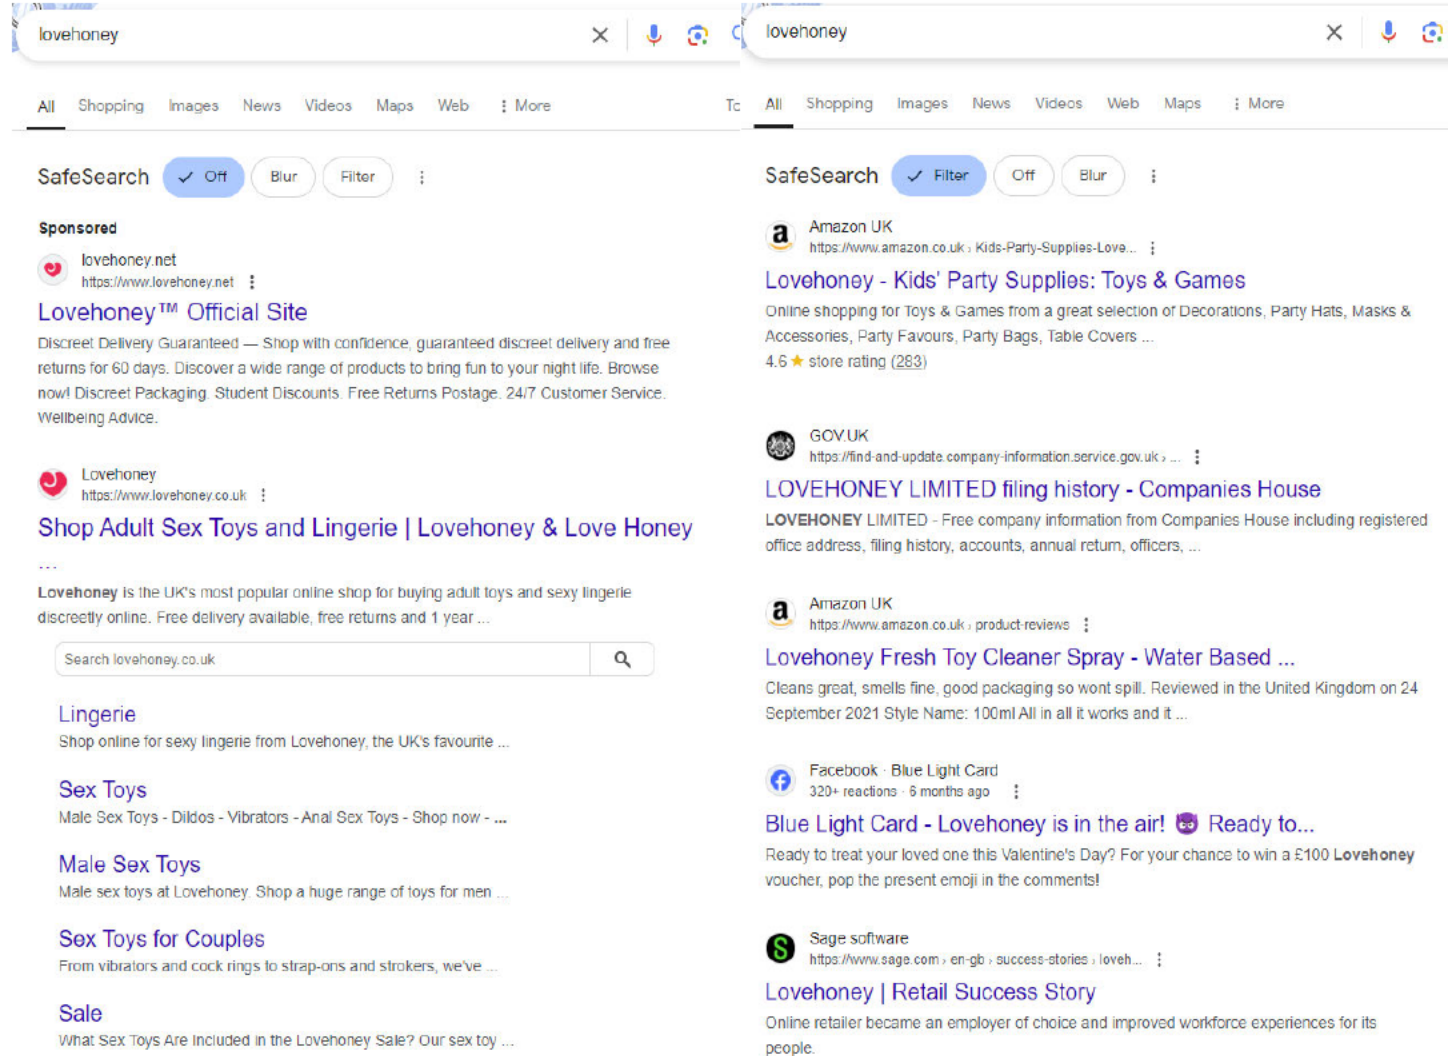 lovehoney
All Shopping Images News Videos Maps Web More To
SafeSearch Off Blur Filter
Sponsored
lovehoney.net
https://www.lovehoney.net
Lovehoney™ Official Site
Discreet Delivery Guaranteed — Shop with confidence, guaranteed discreet delivery and free
returns for 60 days. Discover a wide range of products to bring fun to your night life. Browse
now! Discreet Packaging. Student Discounts. Free Returns Postage. 24/7 Customer Service.
Wellbeing Advice.
Lovehoney
https://www.lovehoney.co.uk
Shop Adult Sex Toys and Lingerie | Lovehoney & Love Honey
...
Lovehoney is the UK's most popular online shop for buying adult toys and sexy lingerie
discreetly online. Free delivery available, free returns and 1 year ...
Search lovehoney.co.uk
Lingerie
Shop online for sexy lingerie from Lovehoney, the UK's favourite ...
Sex Toys
Male Sex Toys - Dildos - Vibrators - Anal Sex Toys - Shop now - ...
Male Sex Toys
Male sex toys at Lovehoney. Shop a huge range of toys for men ...
Sex Toys for Couples
From vibrators and cock rings to strap-ons and strokers, we've ...
Sale
What Sex Toys Are Included in the Lovehoney Sale? Our sex toy ...
lovehoney
All Shopping Images News Videos Web Maps More
SafeSearch Filter Off Blur
Amazon UK
https://www.amazon.co.uk › Kids-Party-Supplies-Love...
Lovehoney - Kids' Party Supplies: Toys & Games
Online shopping for Toys & Games from a great selection of Decorations, Party Hats, Masks &
Accessories, Party Favours, Party Bags, Table Covers ...
4.6 ★ store rating (283)
GOV.UK
https://find-and-update.company-information.service.gov.uk › ...
LOVEHONEY LIMITED filing history - Companies House
LOVEHONEY LIMITED - Free company information from Companies House including registered
office address, filing history, accounts, annual return, officers, ...
Amazon UK
https://www.amazon.co.uk › product-reviews
Lovehoney Fresh Toy Cleaner Spray - Water Based ...
Cleans great, smells fine, good packaging so wont spill. Reviewed in the United Kingdom on 24
September 2021 Style Name: 100ml All in all it works and it ...
Facebook · Blue Light Card
320+ reactions · 6 months ago
Blue Light Card - Lovehoney is in the air! 😈 Ready to...
Ready to treat your loved one this Valentine's Day? For your chance to win a £100 Lovehoney
voucher, pop the present emoji in the comments!
Sage software
https://www.sage.com › en-gb › success-stories › loveh...
Lovehoney | Retail Success Story
Online retailer became an employer of choice and improved workforce experiences for its
people.